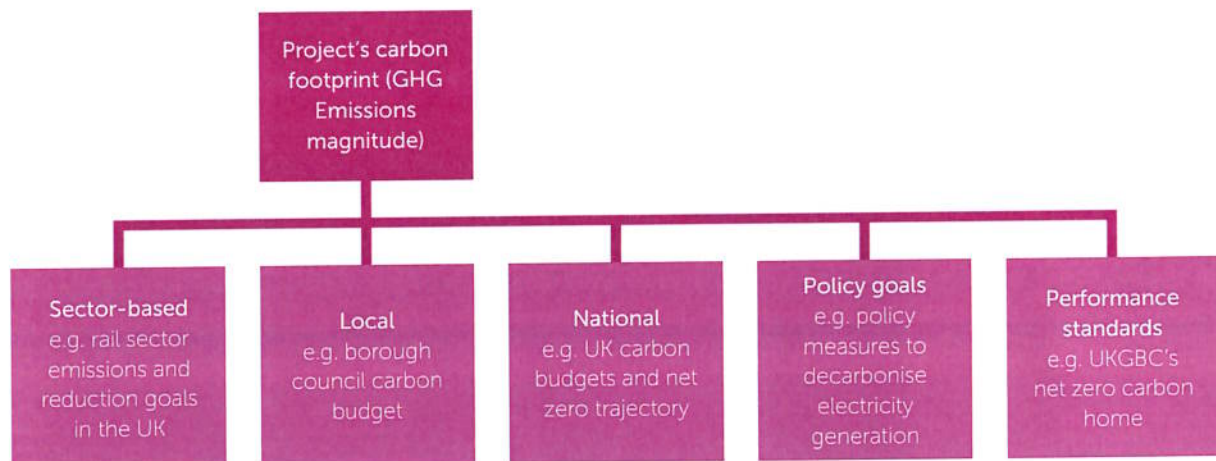 Project's carbon
footprint (GHG
Emissions
magnitude)
Sector-based
e.g. rail sector
emissions and
reduction goals
in the UK
Local
e.g. borough
council carbon
budget
National
e.g. UK carbon
budgets and net
zero trajectory
Policy goals
e.g. policy
measures to
decarbonise
electricity
generation
Performance
standards
e.g. UKGBC's
net zero carbon
home